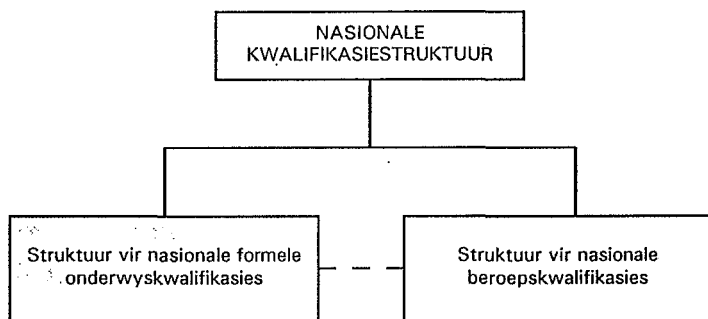 NASIONALE
KWALIFIKASIESTRUKTUUR
Struktuur vir nasionale formele
onderwyskwalifikasies
Struktuur vir nasionale
beroepskwalifikasies